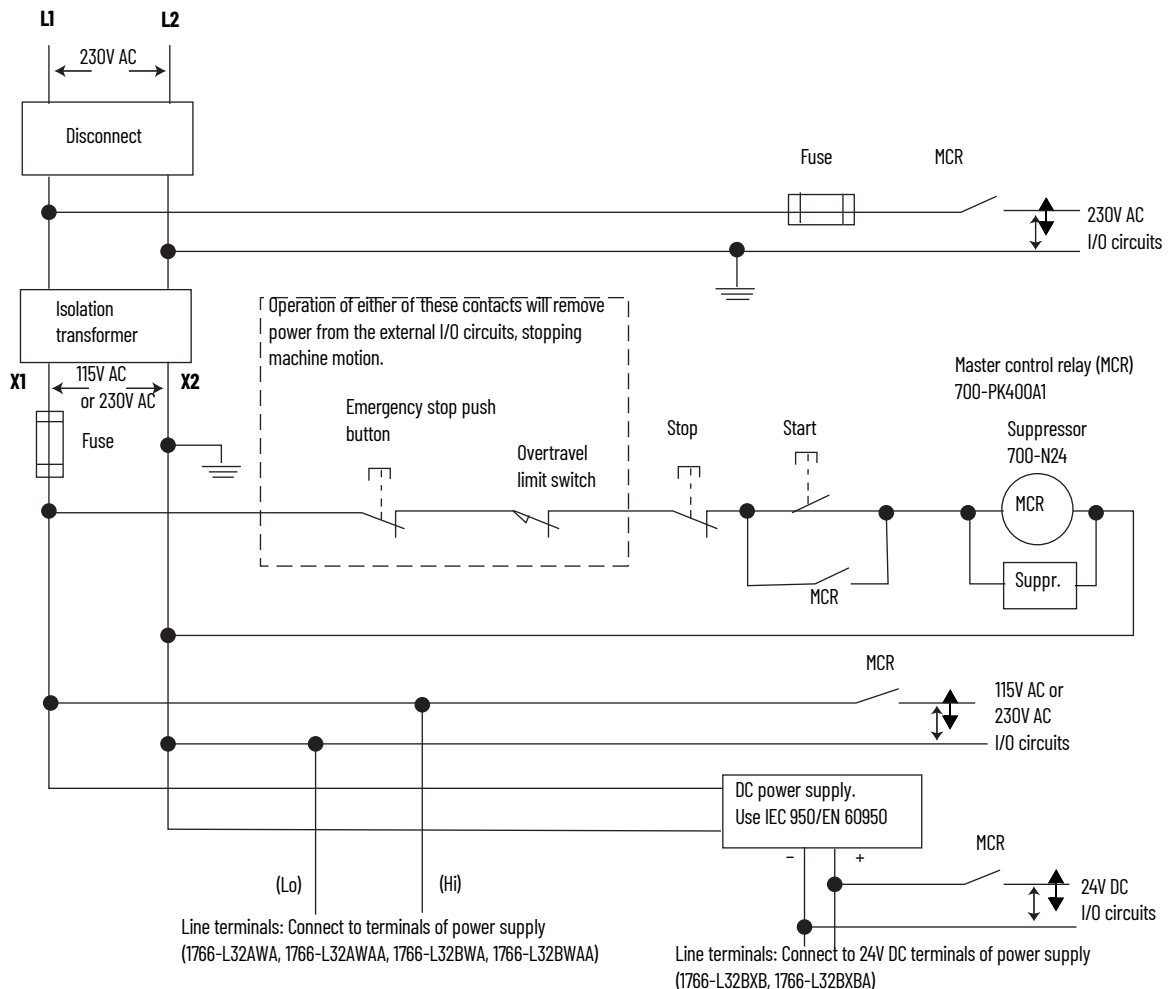 L1
L2
230V AC
Disconnect
Fuse
MCR
230V AC
I/O circuits
Isolation
transformer
Operation of either of these contacts will remove
power from the external I/O circuits, stopping
machine motion.
X1
115V AC
or 230V AC
X2
Fuse
Emergency stop push
button
Overtravel
limit switch
Stop
Start
Master control relay (MCR)
700-PK400A1
Suppressor
700-N24
MCR
Suppr.
MCR
MCR
115V AC or
230V AC
I/O circuits
DC power supply.
Use IEC 950/EN 60950
-
+
MCR
24V DC
I/O circuits
(Lo)
(Hi)
Line terminals: Connect to terminals of power supply
(1766-L32AWA, 1766-L32AWAA, 1766-L32BWA, 1766-L32BWAA)
Line terminals: Connect to 24V DC terminals of power supply
(1766-L32BXB, 1766-L32BXBA)